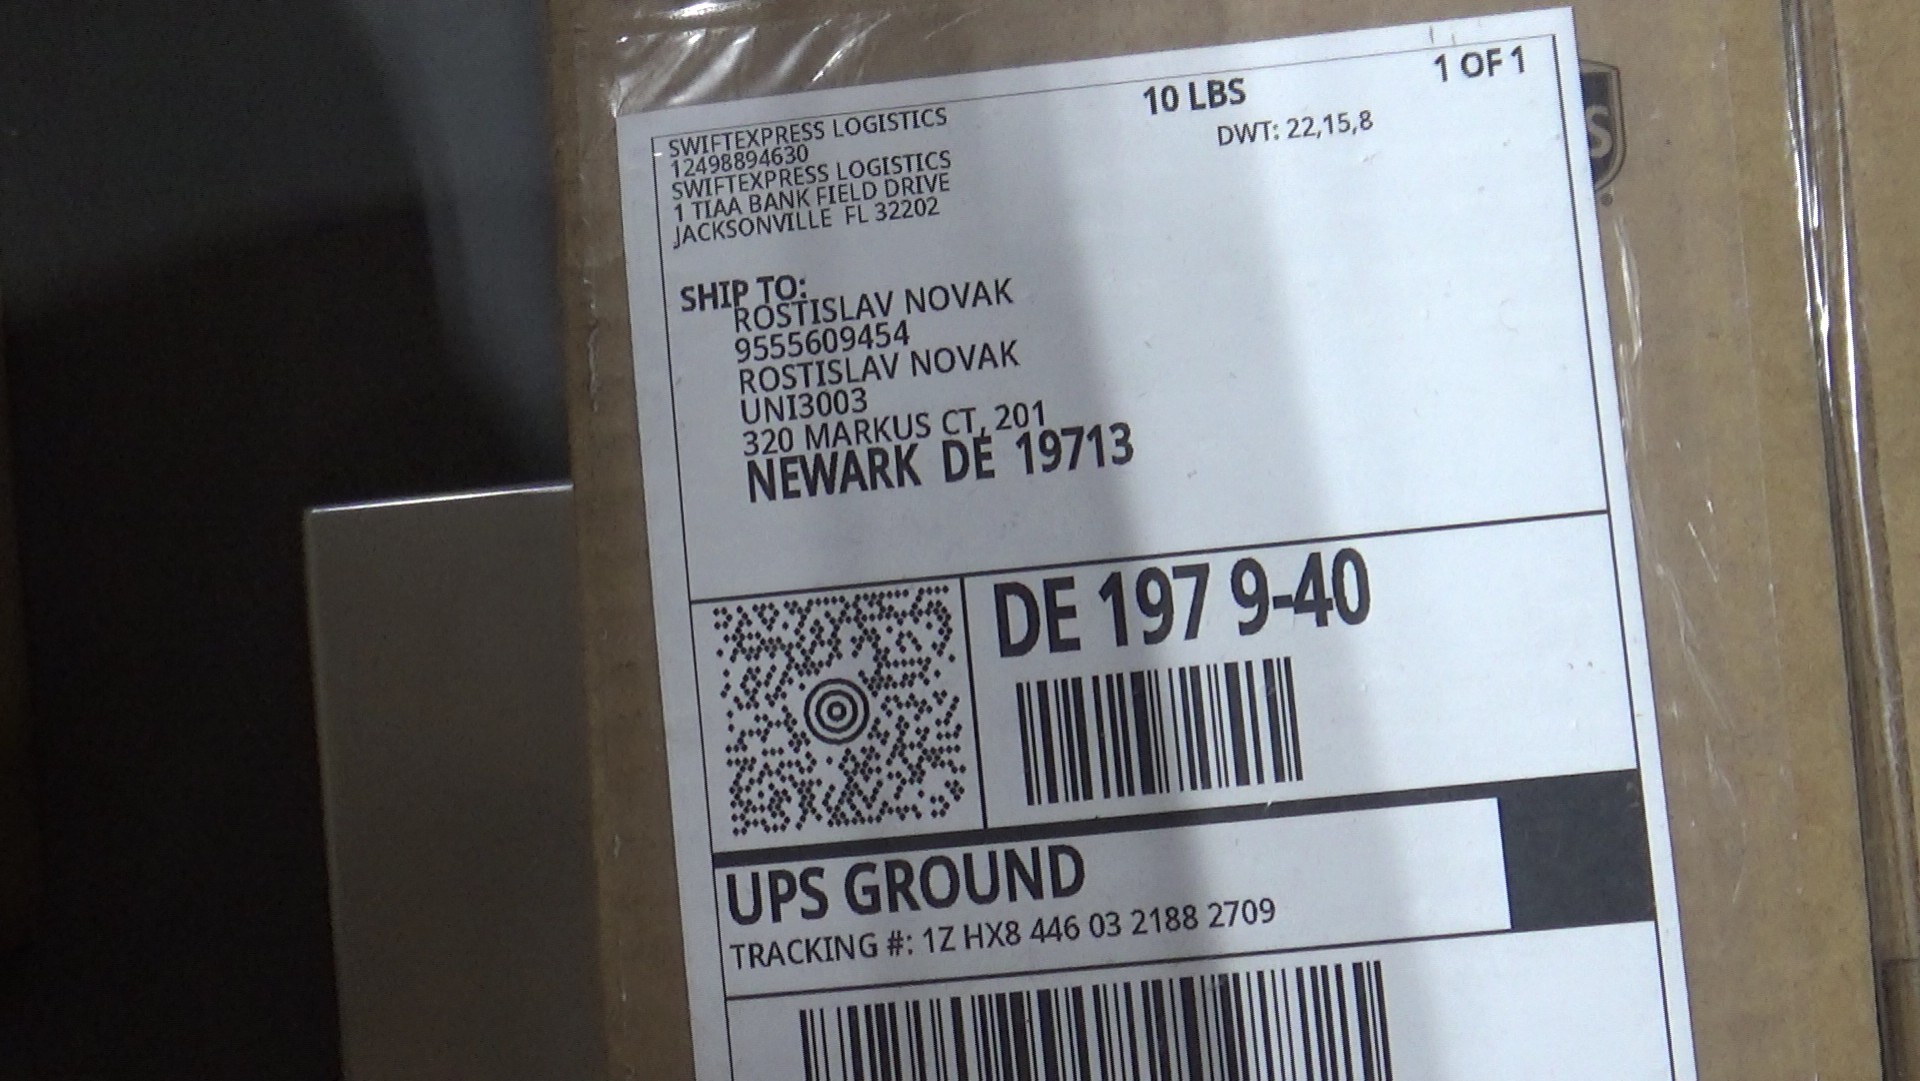 SWIFTEXPRESS LOGISTICS
12498894630
SWIFTEXPRESS LOGISTICS
1 TIAA BANK FIELD DRIVE
JACKSONVILLE FL 32202
10 LBS
1 OF 1
DWT: 22,15,8
SHIP TO:
ROSTISLAV NOVAK
9555609454
ROSTISLAV NOVAK
UNI3003
320 MARKUS CT, 201
NEWARK DE 19713
DE 197 9-40
UPS GROUND
TRACKING #: 1Z HX8 446 03 2188 2709